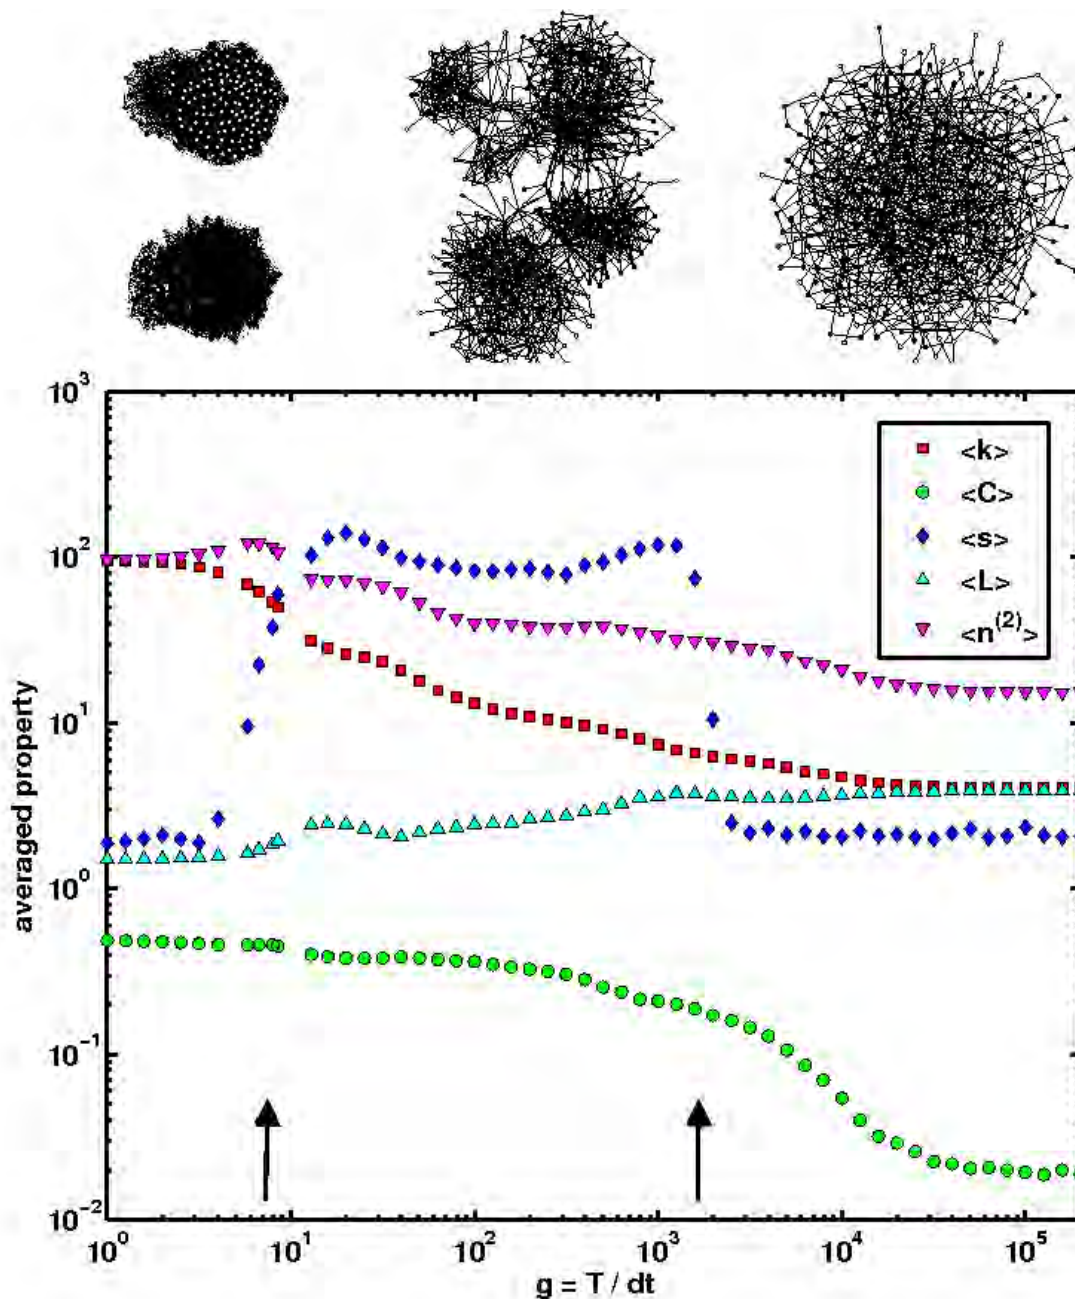 10³
<k>
<C>
<s>
<L>
<n⁽²⁾>
10²
10¹
10⁰
10⁻¹
10⁻²
averaged property
10⁰ 10¹ 10² 10³ 10⁴ 10⁵
g = T / dt